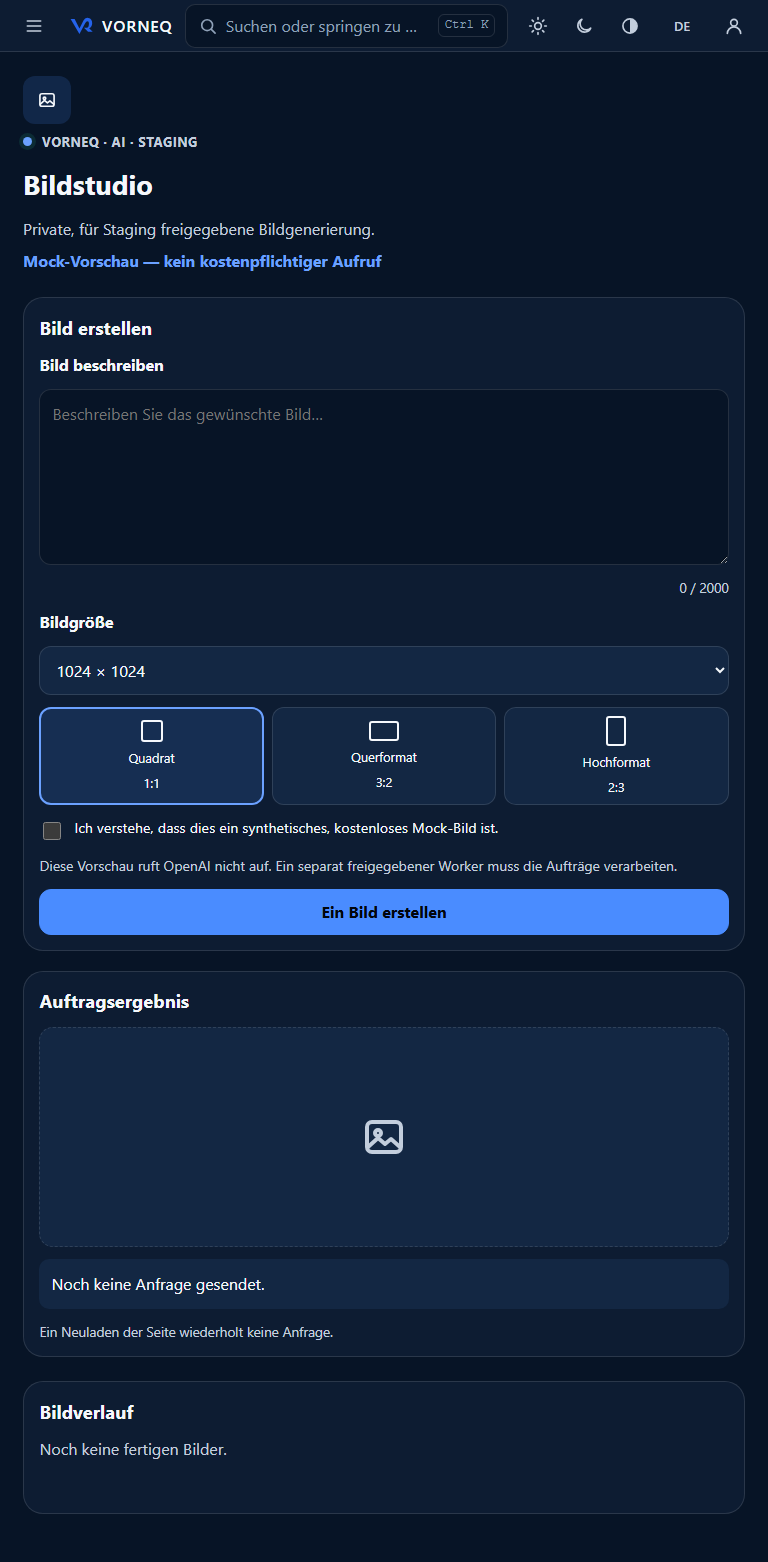 VORNEQ
Suchen oder springen zu ...
Ctrl K
DE
VORNEQ · AI · STAGING
Bildstudio
Private, für Staging freigegebene Bildgenerierung.
Mock-Vorschau — kein kostenpflichtiger Aufruf
Bild erstellen
Bild beschreiben
Beschreiben Sie das gewünschte Bild...
0 / 2000
Bildgröße
1024 × 1024
Quadrat
1:1
Querformat
3:2
Hochformat
2:3
Ich verstehe, dass dies ein synthetisches, kostenloses Mock-Bild ist.
Diese Vorschau ruft OpenAI nicht auf. Ein separat freigegebener Worker muss die Aufträge verarbeiten.
Ein Bild erstellen
Auftragsergebnis
Noch keine Anfrage gesendet.
Ein Neuladen der Seite wiederholt keine Anfrage.
Bildverlauf
Noch keine fertigen Bilder.